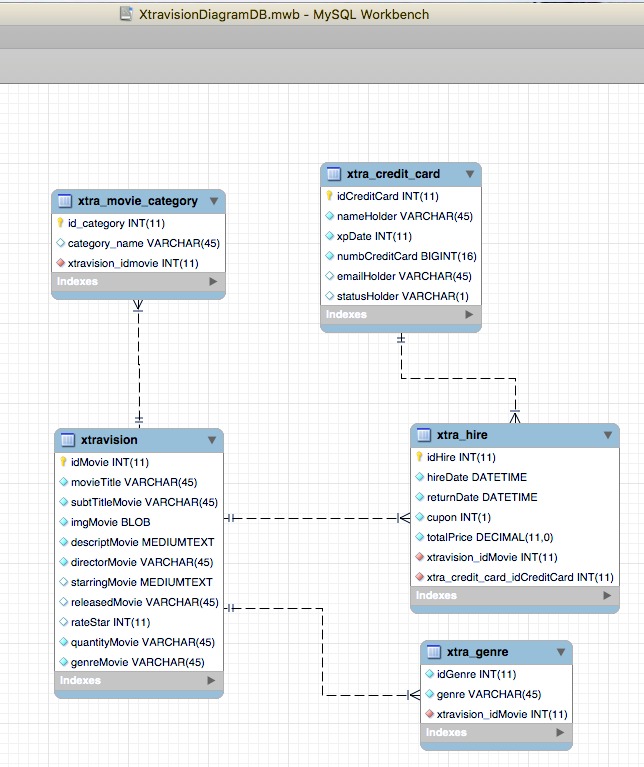 XtravisionDiagramDB.mwb - MySQL Workbench
xtra_movie_category
id_category INT(11)
category_name VARCHAR(45)
xtravision_idmovie INT(11)
Indexes
xtra_credit_card
idCreditCard INT(11)
nameHolder VARCHAR(45)
xpDate INT(11)
numbCreditCard BIGINT(16)
emailHolder VARCHAR(45)
statusHolder VARCHAR(1)
Indexes
xtravision
idMovie INT(11)
movieTitle VARCHAR(45)
subtTitleMovie VARCHAR(45)
imgMovie BLOB
descriptMovie MEDIUMTEXT
directorMovie VARCHAR(45)
starringMovie MEDIUMTEXT
releasedMovie VARCHAR(45)
rateStar INT(11)
quantityMovie VARCHAR(45)
genreMovie VARCHAR(45)
Indexes
xtra_hire
idHire INT(11)
hireDate DATETIME
returnDate DATETIME
cupon INT(1)
totalPrice DECIMAL(11,0)
xtravision_idMovie INT(11)
xtra_credit_card_idCreditCard INT(11)
Indexes
xtra_genre
idGenre INT(11)
genre VARCHAR(45)
xtravision_idMovie INT(11)
Indexes